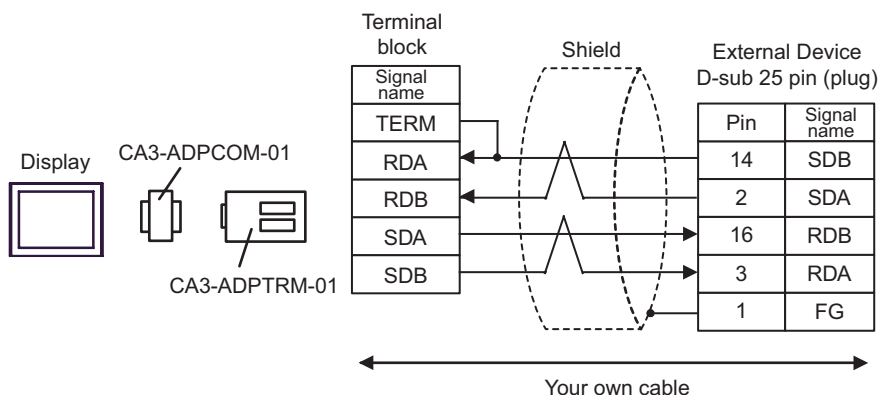 Display
CA3-ADPCOM-01
CA3-ADPTRM-01
Terminal
block
Signal
name
TERM
RDA
RDB
SDA
SDB
Shield
External Device
D-sub 25 pin (plug)
Pin
Signal
name
14 SDB
2 SDA
16 RDB
3 RDA
1 FG
Your own cable